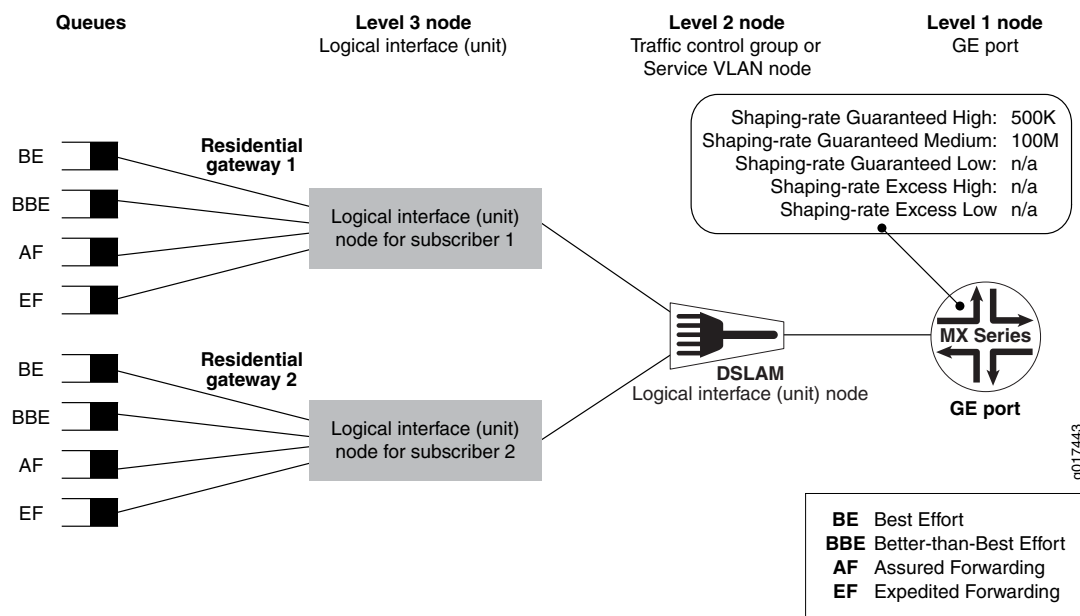 Queues
Level 3 node
Logical interface (unit)
Level 2 node
Traffic control group or
Service VLAN node
Level 1 node
GE port
Shaping-rate Guaranteed High: 500K
Shaping-rate Guaranteed Medium: 100M
Shaping-rate Guaranteed Low: n/a
Shaping-rate Excess High: n/a
Shaping-rate Excess Low n/a
BE
BBE
AF
EF
Residential
gateway 1
Logical interface (unit)
node for subscriber 1
BE
BBE
AF
EF
Residential
gateway 2
Logical interface (unit)
node for subscriber 2
DSLAM
Logical interface (unit) node
MX Series
GE port
g017443
BE Best Effort
BBE Better-than-Best Effort
AF Assured Forwarding
EF Expedited Forwarding